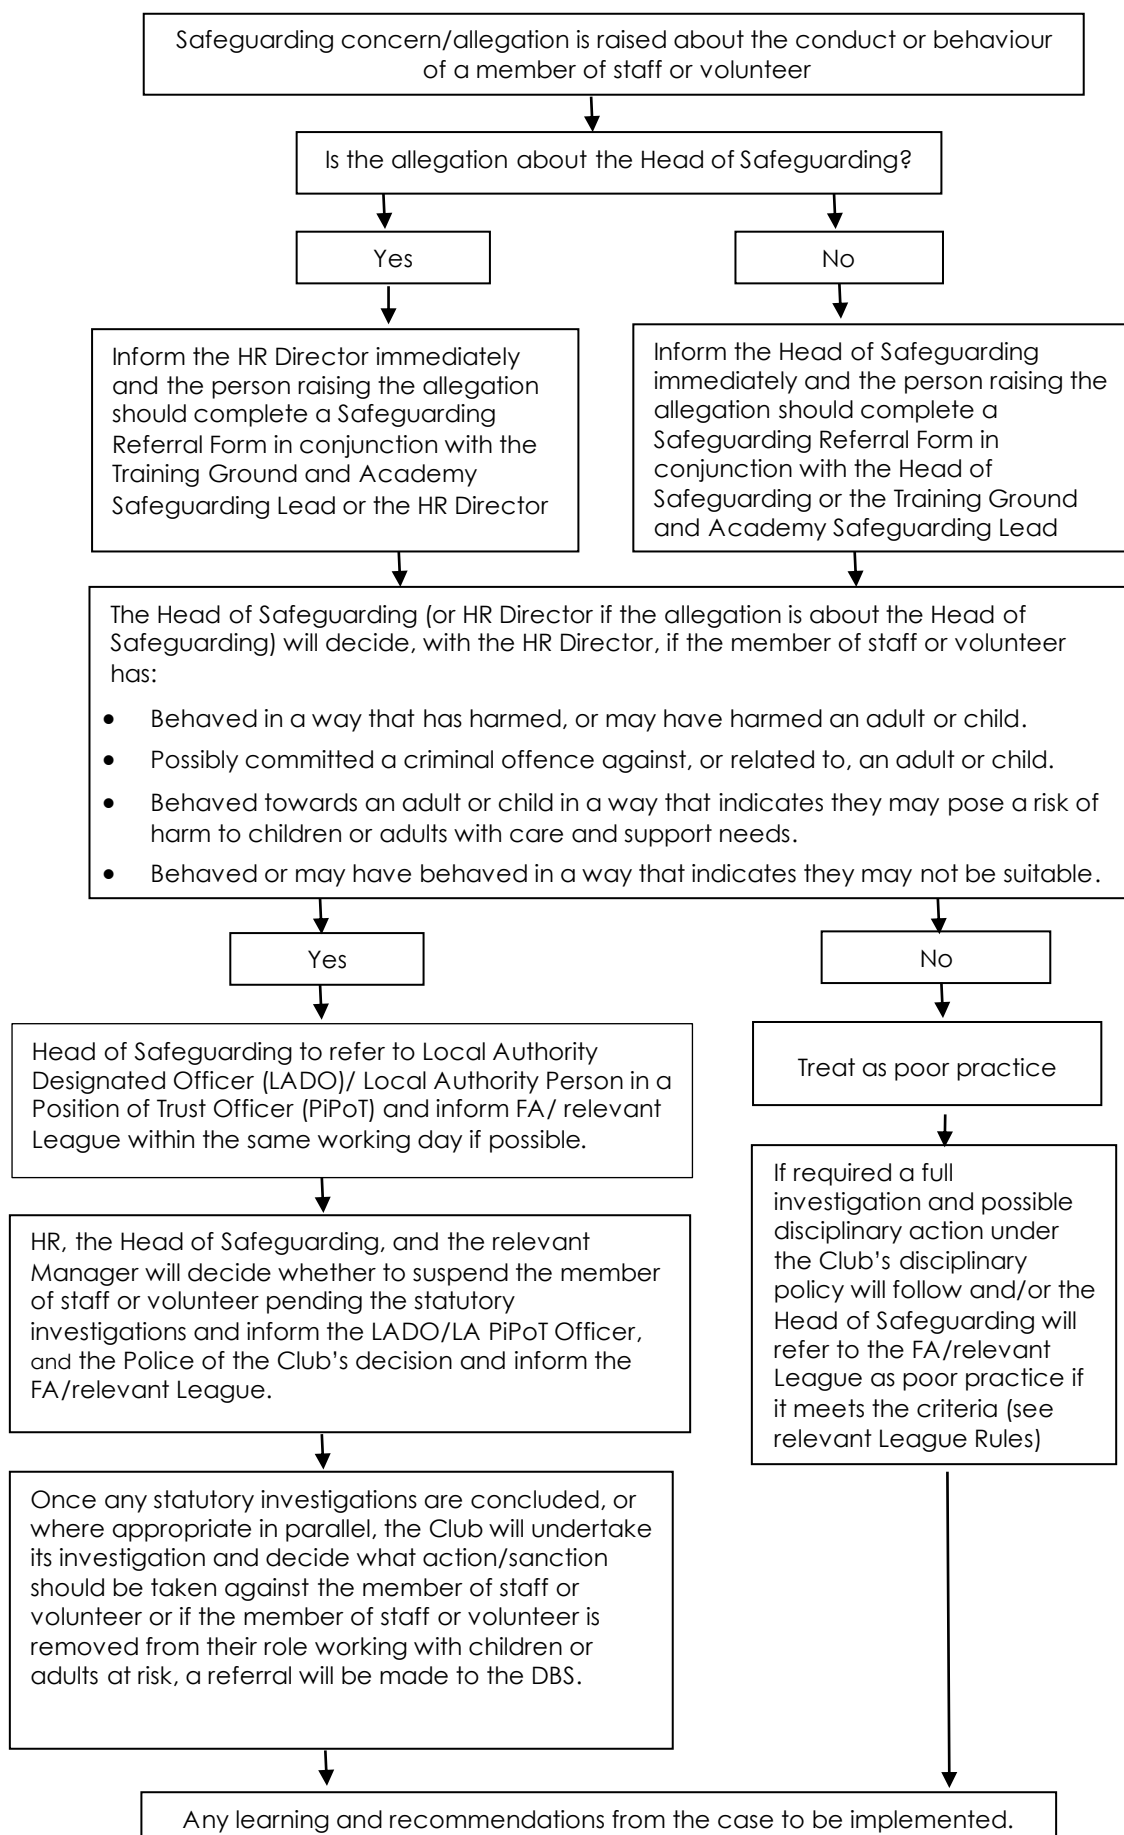 Safeguarding concern/allegation is raised about the conduct or behaviour
of a member of staff or volunteer
Is the allegation about the Head of Safeguarding?
Yes
No
Inform the HR Director immediately
and the person raising the allegation
should complete a Safeguarding
Referral Form in conjunction with the
Training Ground and Academy
Safeguarding Lead or the HR Director
Inform the Head of Safeguarding
immediately and the person raising the
allegation should complete a
Safeguarding Referral Form in
conjunction with the Head of
Safeguarding or the Training Ground
and Academy Safeguarding Lead
The Head of Safeguarding (or HR Director if the allegation is about the Head of
Safeguarding) will decide, with the HR Director, if the member of staff or volunteer
has:
• Behaved in a way that has harmed, or may have harmed an adult or child.
• Possibly committed a criminal offence against, or related to, an adult or child.
• Behaved towards an adult or child in a way that indicates they may pose a risk of
harm to children or adults with care and support needs.
• Behaved or may have behaved in a way that indicates they may not be suitable.
Yes
No
Head of Safeguarding to refer to Local Authority
Designated Officer (LADO)/ Local Authority Person in a
Position of Trust Officer (PiPoT) and inform FA/ relevant
League within the same working day if possible.
Treat as poor practice
HR, the Head of Safeguarding, and the relevant
Manager will decide whether to suspend the member
of staff or volunteer pending the statutory
investigations and inform the LADO/LA PiPoT Officer,
and the Police of the Club's decision and inform the
FA/relevant League.
If required a full
investigation and possible
disciplinary action under
the Club's disciplinary
policy will follow and/or the
Head of Safeguarding will
refer to the FA/relevant
League as poor practice if
it meets the criteria (see
relevant League Rules)
Once any statutory investigations are concluded, or
where appropriate in parallel, the Club will undertake
its investigation and decide what action/sanction
should be taken against the member of staff or
volunteer or if the member of staff or volunteer is
removed from their role working with children or
adults at risk, a referral will be made to the DBS.
Any learning and recommendations from the case to be implemented.